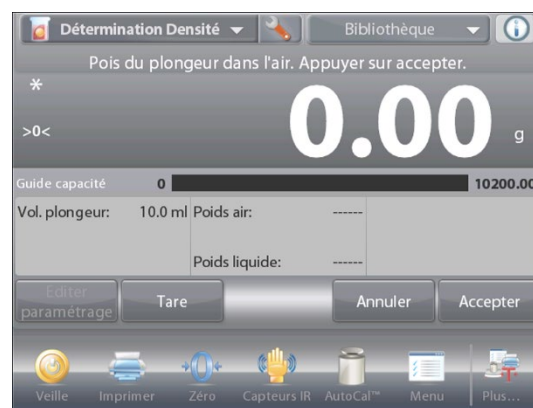 Détermination Densité Bibliothèque
Pois du plongeur dans l'air. Appuyer sur accepter.
*
>0<
0.00 g
Guide capacité 0 10200.00
Vol. plongeur: 10.0 ml Poids air: ------
Poids liquide: ------
Editer paramétrage Tare Annuler Accepter
Veille Imprimer Zéro Capteurs IR AutoCal™ Menu Plus...